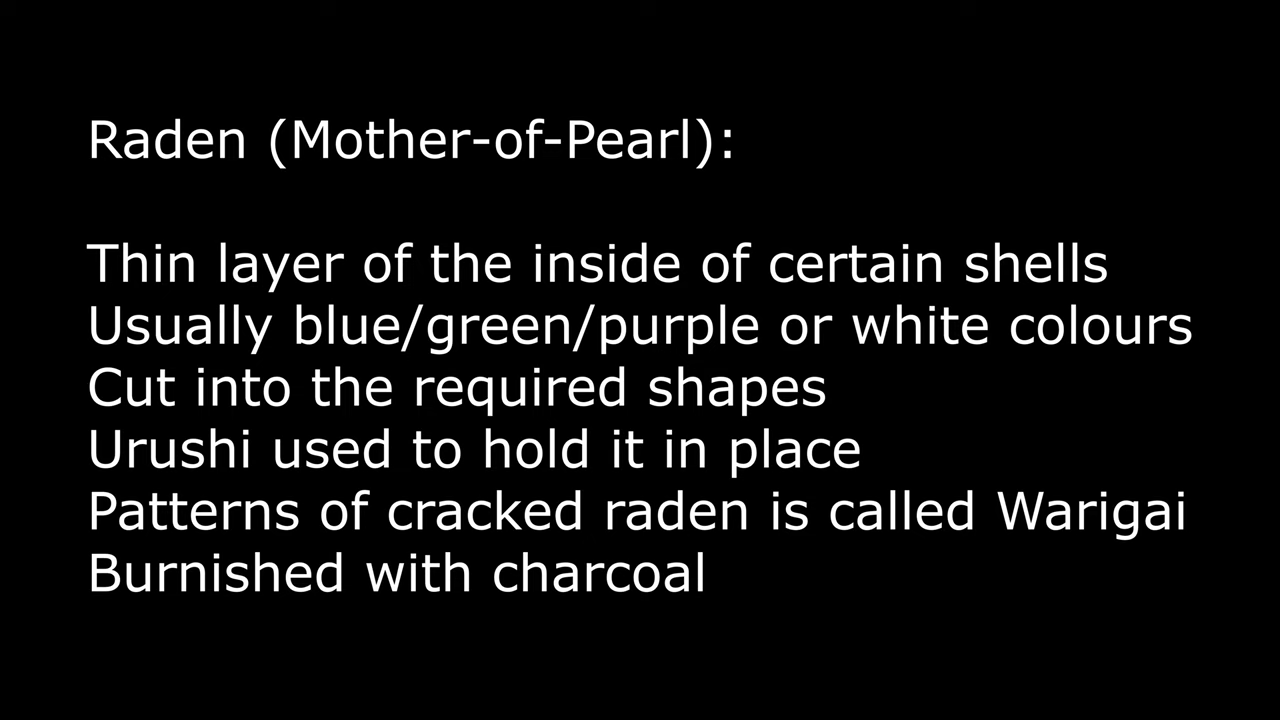 Raden (Mother-of-Pearl):
Thin layer of the inside of certain shells
Usually blue/green/purple or white colours
Cut into the required shapes
Urushi used to hold it in place
Patterns of cracked raden is called Warigai
Burnished with charcoal